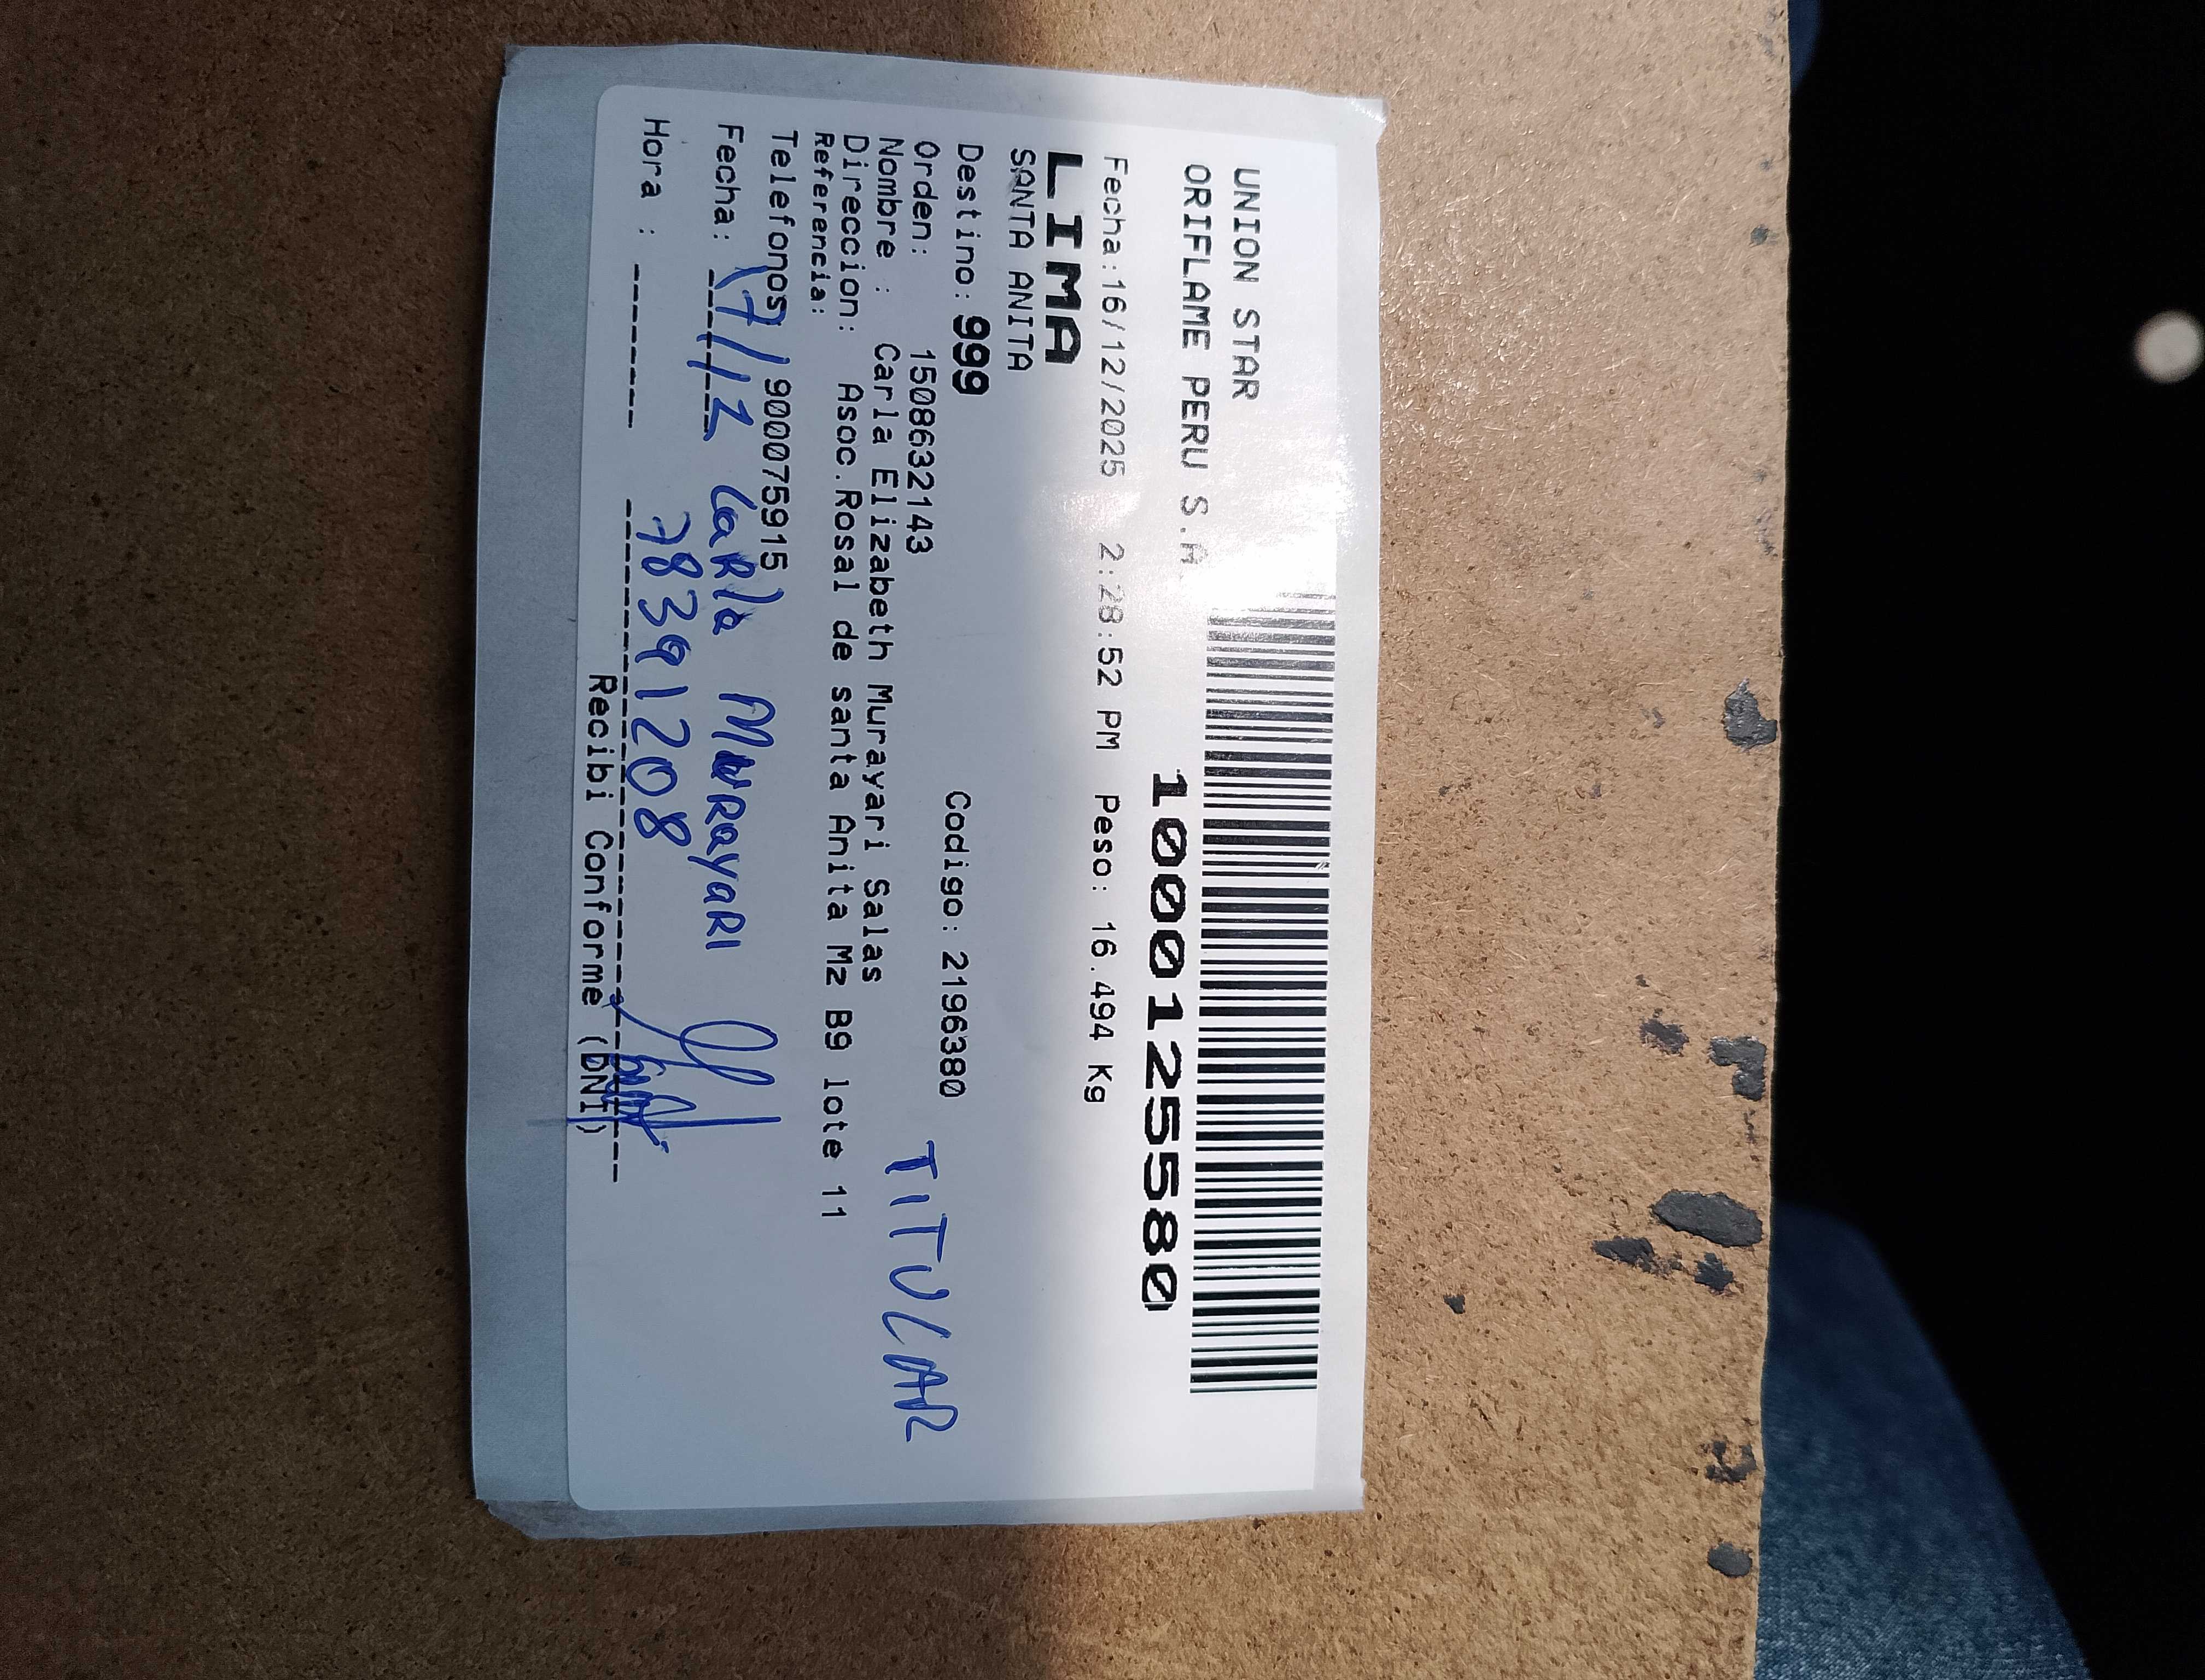 UNION STAR
ORIFLAME PERU S.A
10001255580
Fecha:16/12/2025 2:28:52 PM Peso: 16.494 Kg
LIMA
SANTA ANITA
Destino: 999 Codigo: 2196380
Orden: 1508632143
TITULAR
Nombre : Carla Elizabeth Murayari Salas
Direccion: Asoc.Rosal de santa Anita Mz B9 lote 11
Referencia:
Telefonos 900075915
Fecha: 17/12 Carla Murayari
Hora : 78391208
Recibi Conforme (DNI)